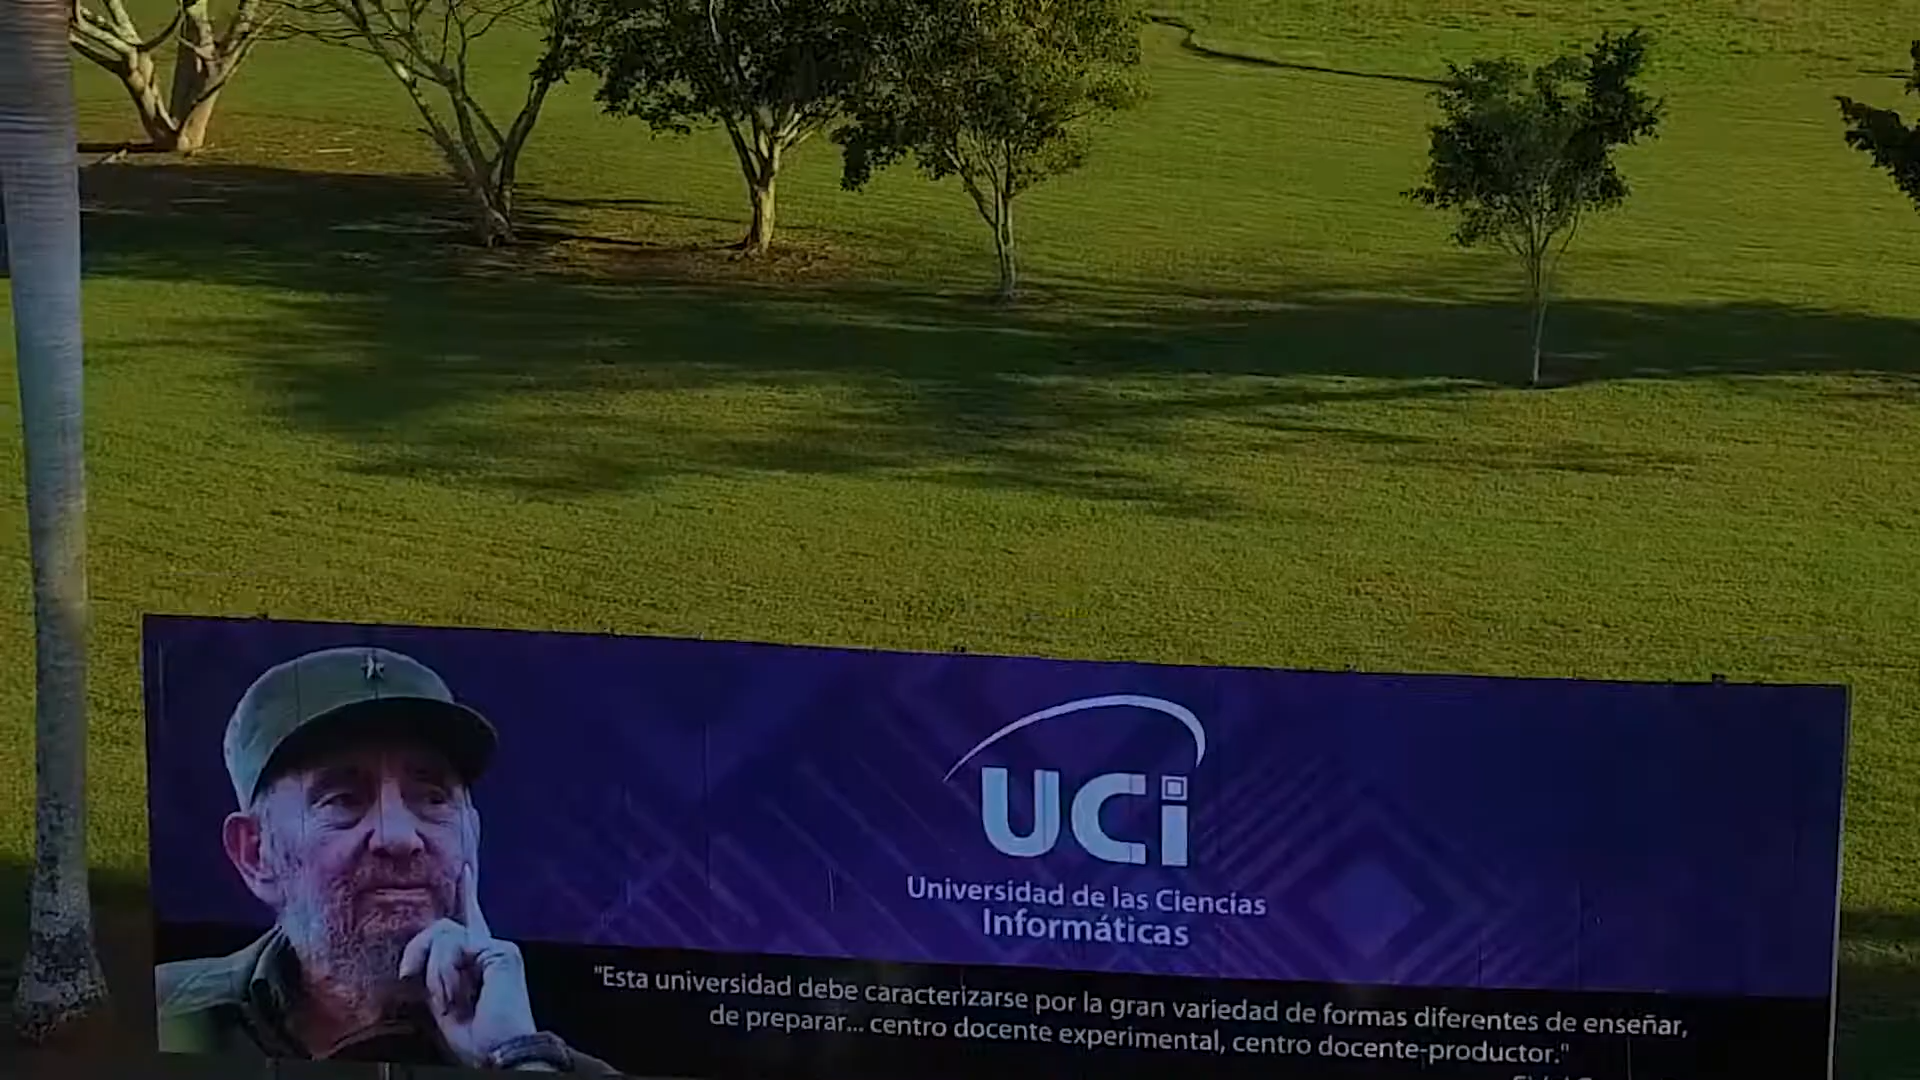 UCi
Universidad de las Ciencias
Informáticas
"Esta universidad debe caracterizarse por la gran variedad de formas diferentes de enseñar,
de preparar... centro docente experimental, centro docente-productor."